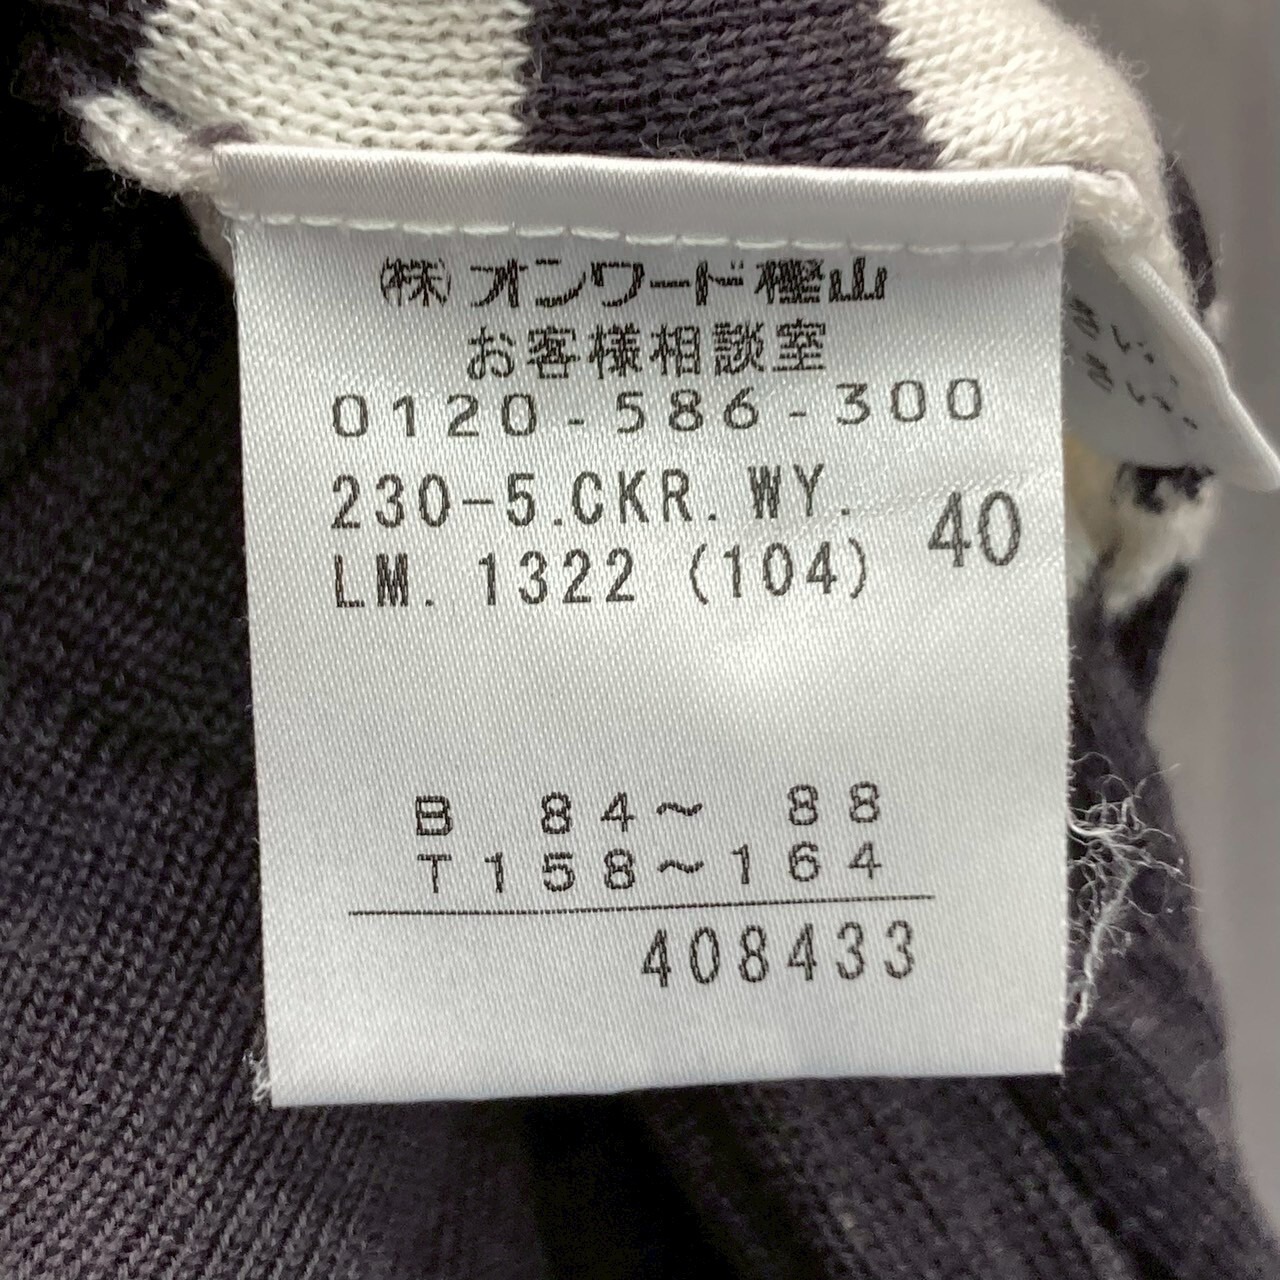 (株)オンワード樫山
お客様相談室
0120-586-300
230-5.CKR. WY.
LM. 1322 (104)
40
B 84～ 88
T158～164
408433